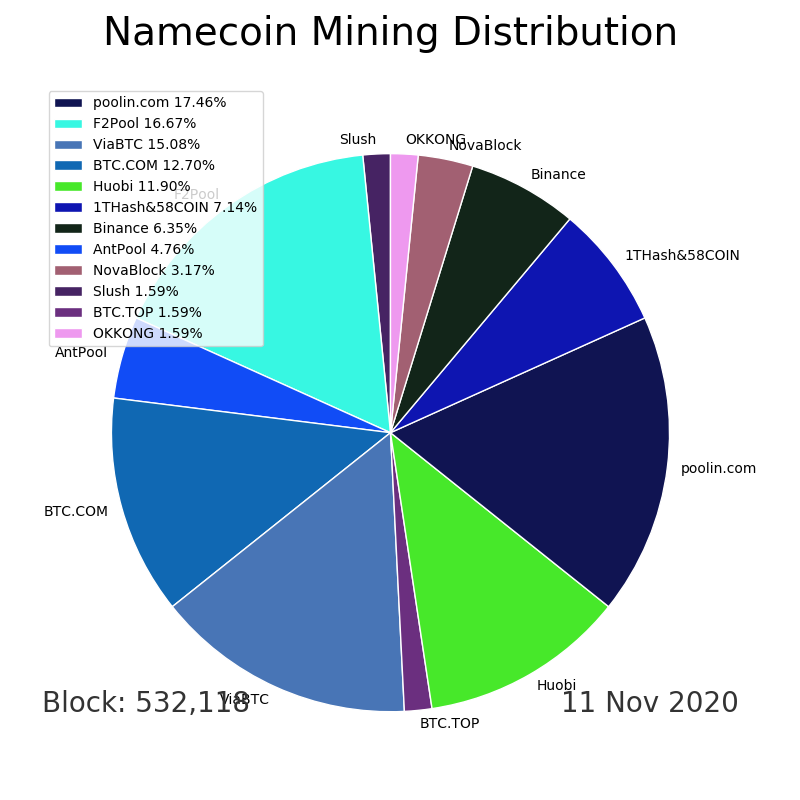 Namecoin Mining Distribution
poolin.com 17.46%
F2Pool 16.67%
ViaBTC 15.08%
BTC.COM 12.70%
Huobi 11.90%
1THash&58COIN 7.14%
Binance 6.35%
AntPool 4.76%
NovaBlock 3.17%
Slush 1.59%
BTC.TOP 1.59%
OKKONG 1.59%
Slush
OKKONG
NovaBlock
Binance
F2Pool
1THash&58COIN
AntPool
poolin.com
BTC.COM
Huobi
ViaBTC
BTC.TOP
Block: 532,118
11 Nov 2020